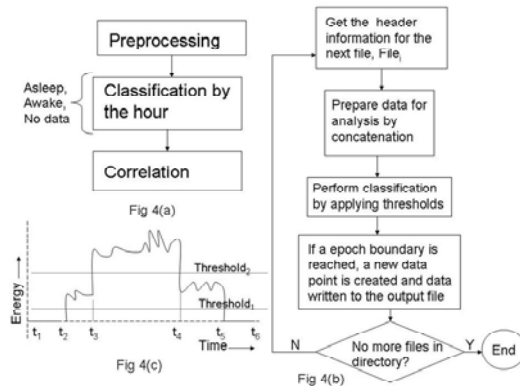 Preprocessing
Asleep,
Awake,
No data
Classification by
the hour
Correlation
Fig 4(a)
Energy
Threshold2
Threshold1
t1 t2 t3 t4 t5 t6
Time
Fig 4(c)
Get the header
information for the
next file, Filei
Prepare data for
analysis by
concatenation
Perform classification
by applying thresholds
If a epoch boundary is
reached, a new data
point is created and data
written to the output file
N
No more files in
directory?
Y
End
Fig 4(b)